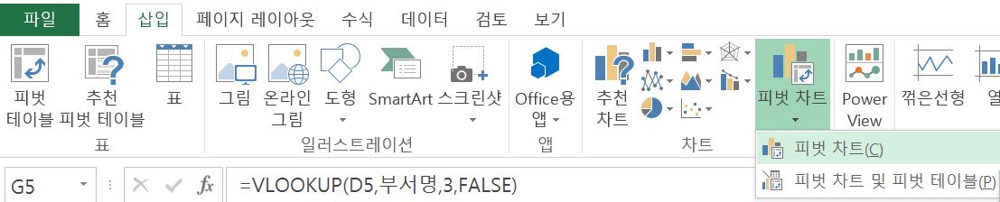 파일 홈 삽입 페이지 레이아웃 수식 데이터 검토 보기
피벗 테이블
추천 피벗 테이블
표
표
그림
온라인 그림
도형
SmartArt
스크린샷
일러스트레이션
Office용 앱
앱
추천 차트
피벗 차트
차트
Power View
꺾은선형
열
피벗 차트(C)
피벗 차트 및 피벗 테이블(P)
G5
fx
=VLOOKUP(D5,부서명,3,FALSE)